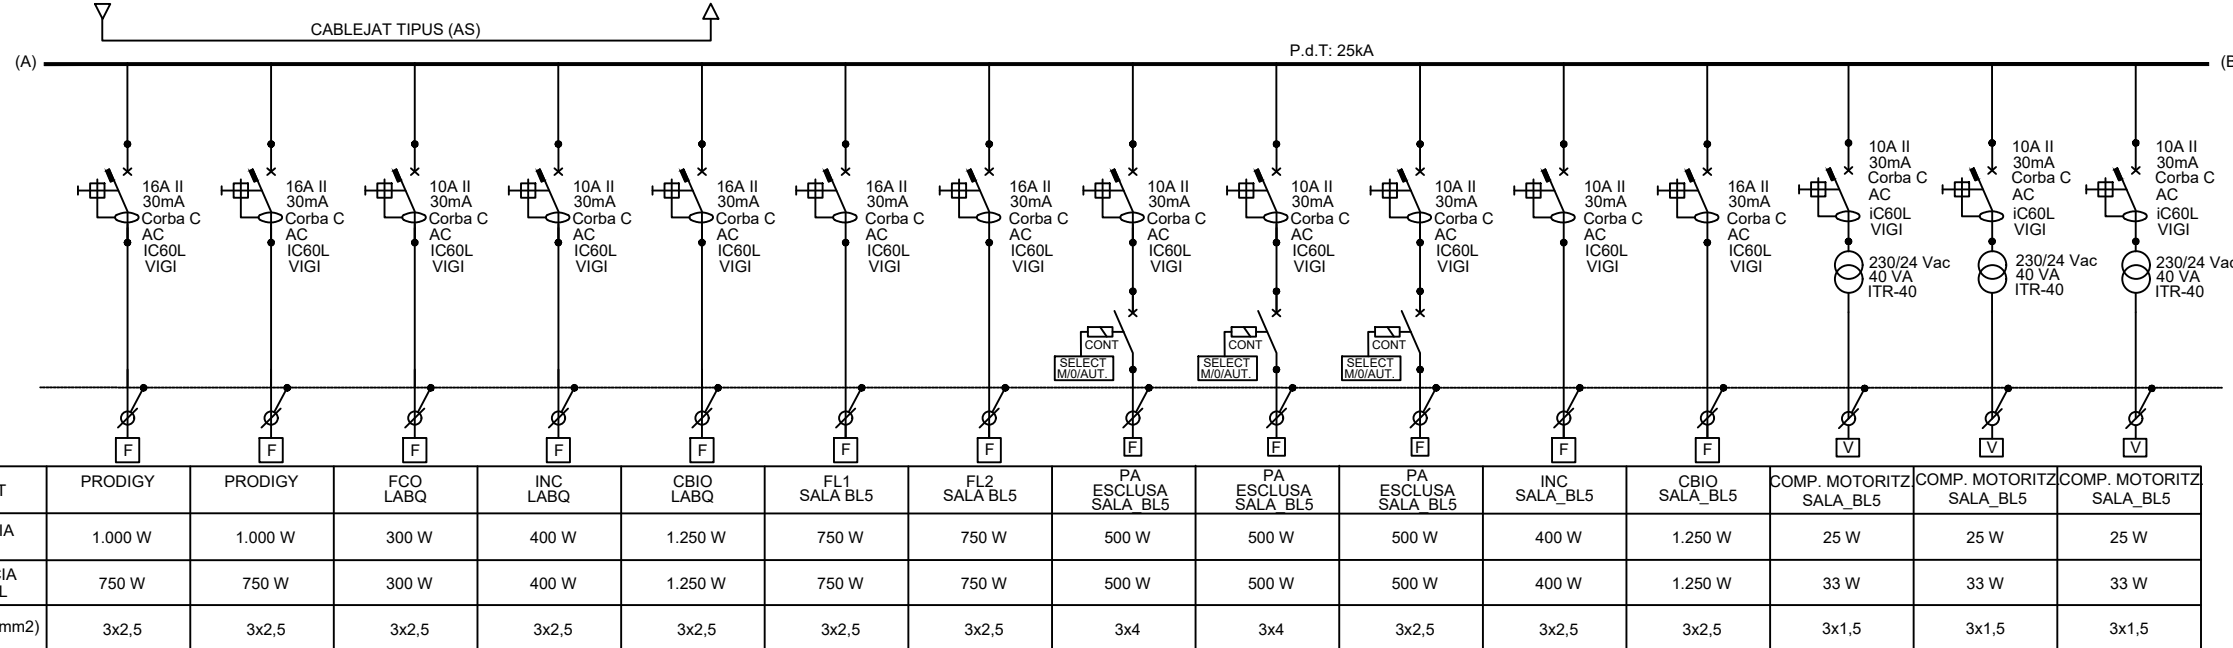 CABLEJAT TIPUS (AS)
P.d.T: 25kA
(A)
(B
16A II
30mA
Corba C
AC
IC60L
VIGI
16A II
30mA
Corba C
AC
IC60L
VIGI
10A II
30mA
Corba C
AC
IC60L
VIGI
10A II
30mA
Corba C
AC
IC60L
VIGI
16A II
30mA
Corba C
AC
IC60L
VIGI
16A II
30mA
Corba C
AC
IC60L
VIGI
16A II
30mA
Corba C
AC
IC60L
VIGI
10A II
30mA
Corba C
AC
IC60L
VIGI
10A II
30mA
Corba C
AC
IC60L
VIGI
10A II
30mA
Corba C
AC
IC60L
VIGI
10A II
30mA
Corba C
AC
IC60L
VIGI
16A II
30mA
Corba C
AC
IC60L
VIGI
10A II
30mA
Corba C
AC
iC60L
VIGI
230/24 Vac
40 VA
ITR-40
10A II
30mA
Corba C
AC
iC60L
VIGI
230/24 Vac
40 VA
ITR-40
10A II
30mA
Corba C
AC
iC60L
VIGI
230/24 Vac
40 VA
ITR-40
CONT
SELECT
M/0/AUT.
CONT
SELECT
M/0/AUT.
CONT
SELECT
M/0/AUT.
F F F F F F F F F F F F V V V
T
PRODIGY
PRODIGY
FCO
LABQ
INC
LABQ
CBIO
LABQ
FL1
SALA BL5
FL2
SALA BL5
PA
ESCLUSA
SALA_BL5
PA
ESCLUSA
SALA_BL5
PA
ESCLUSA
SALA_BL5
INC
SALA_BL5
CBIO
SALA_BL5
COMP. MOTORITZ.
SALA_BL5
COMP. MOTORITZ.
SALA_BL5
COMP. MOTORITZ.
SALA_BL5
IA 1.000 W 1.000 W 300 W 400 W 1.250 W 750 W 750 W 500 W 500 W 500 W 400 W 1.250 W 25 W 25 W 25 W
CIA
L
750 W 750 W 300 W 400 W 1.250 W 750 W 750 W 500 W 500 W 500 W 400 W 1.250 W 33 W 33 W 33 W
mm2) 3x2,5 3x2,5 3x2,5 3x2,5 3x2,5 3x2,5 3x2,5 3x4 3x4 3x2,5 3x2,5 3x2,5 3x1,5 3x1,5 3x1,5